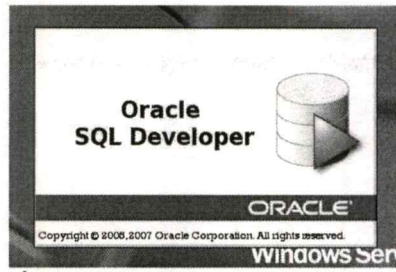 Oracle
SQL Developer
ORACLE
Copyright © 2005,2007 Oracle Corporation. All rights reserved.
Windows Ser